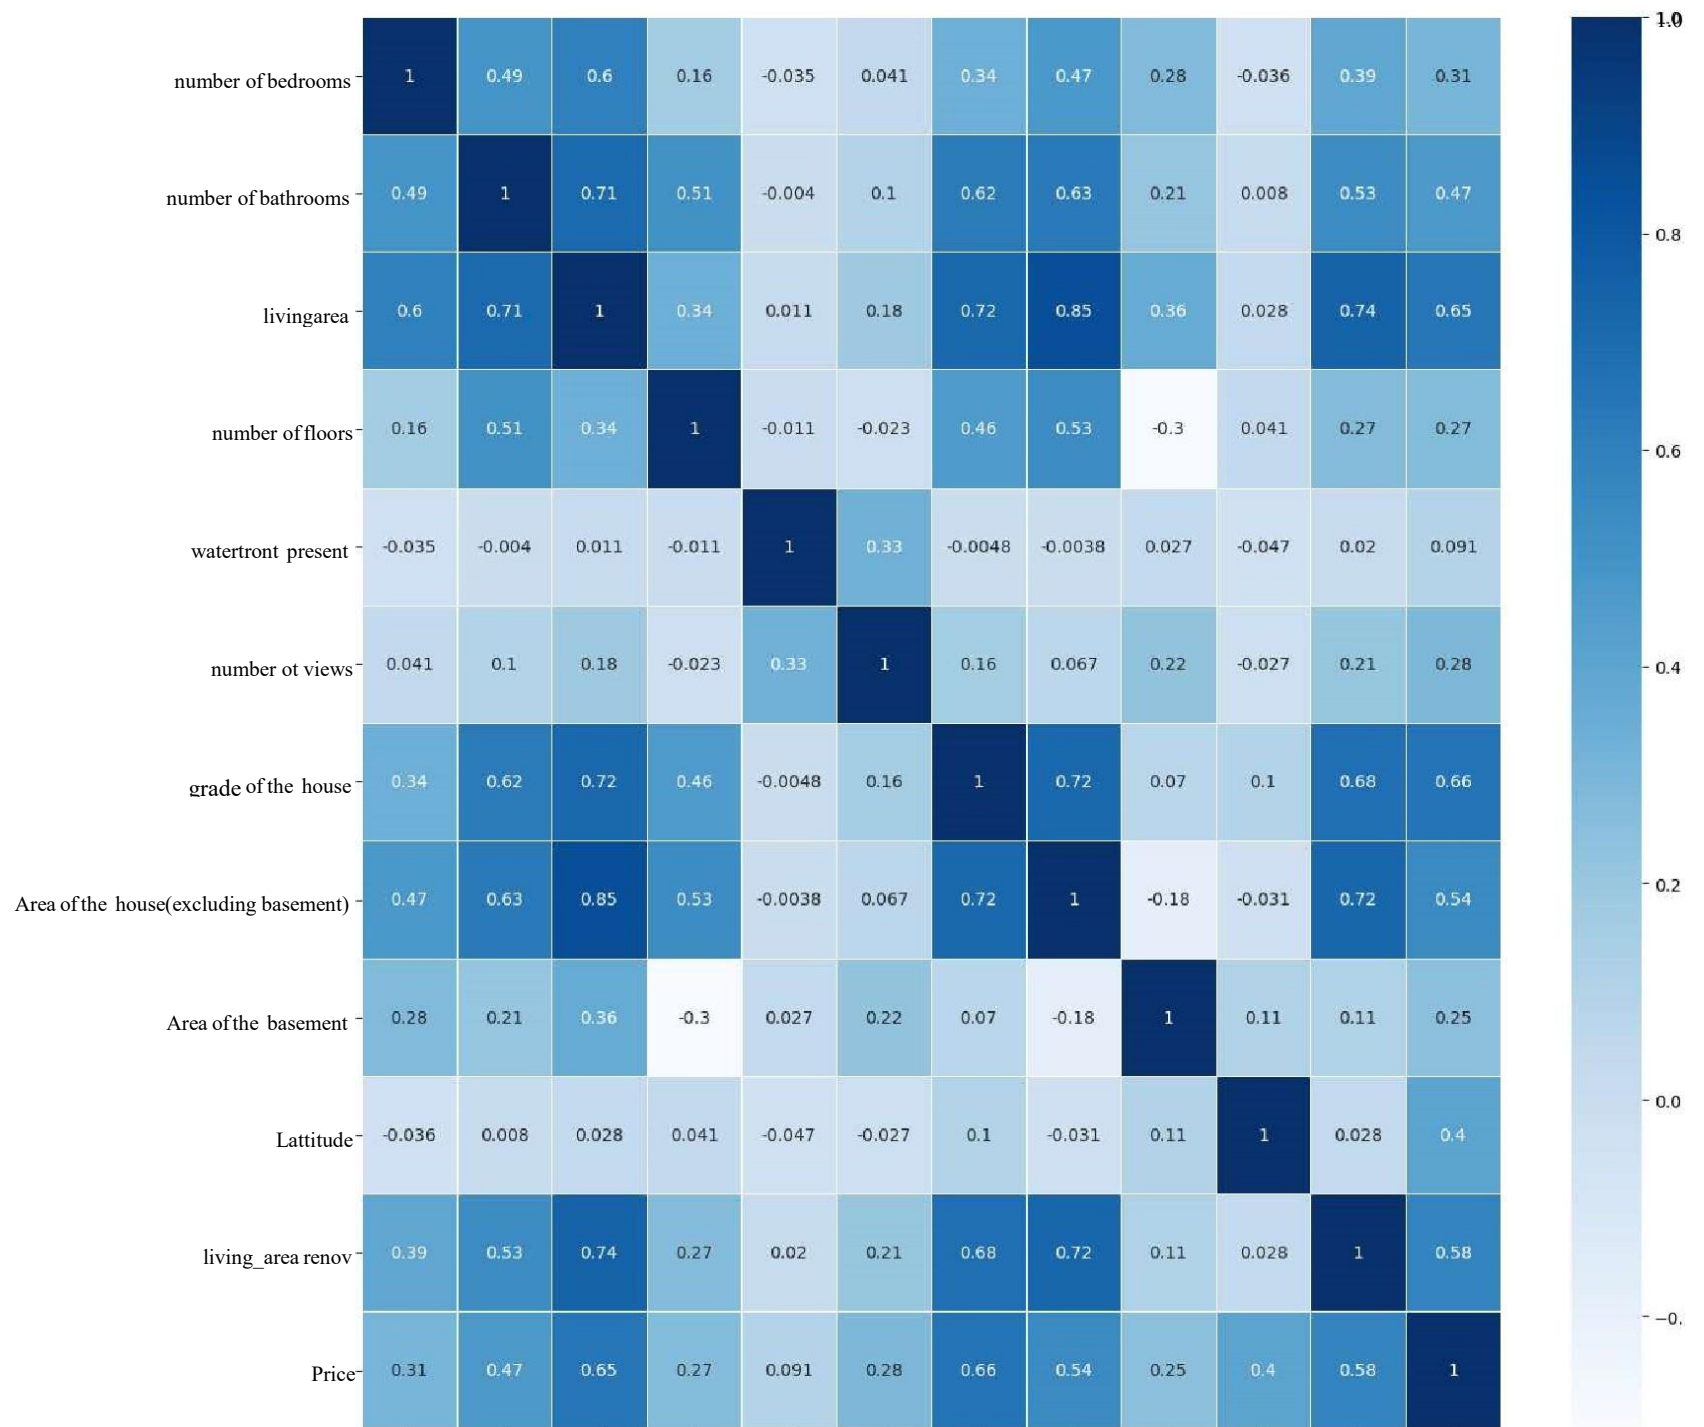 number of bedrooms 1 0.49 0.6 0.16 -0.035 0.041 0.34 0.47 0.28 -0.036 0.39 0.31
number of bathrooms 0.49 1 0.71 0.51 -0.004 0.1 0.62 0.63 0.21 0.008 0.53 0.47
livingarea 0.6 0.71 1 0.34 0.011 0.18 0.72 0.85 0.36 0.028 0.74 0.65
number of floors 0.16 0.51 0.34 1 -0.011 -0.023 0.46 0.53 -0.3 0.041 0.27 0.27
watertront present -0.035 -0.004 0.011 -0.011 1 0.33 -0.0048 -0.0038 0.027 -0.047 0.02 0.091
number ot views 0.041 0.1 0.18 -0.023 0.33 1 0.16 0.067 0.22 -0.027 0.21 0.28
grade of the house 0.34 0.62 0.72 0.46 -0.0048 0.16 1 0.72 0.07 0.1 0.68 0.66
Area of the house(excluding basement) 0.47 0.63 0.85 0.53 -0.0038 0.067 0.72 1 -0.18 -0.031 0.72 0.54
Area of the basement 0.28 0.21 0.36 -0.3 0.027 0.22 0.07 -0.18 1 0.11 0.11 0.25
Lattitude -0.036 0.008 0.028 0.041 -0.047 -0.027 0.1 -0.031 0.11 1 0.028 0.4
living_area renov 0.39 0.53 0.74 0.27 0.02 0.21 0.68 0.72 0.11 0.028 1 0.58
Price 0.31 0.47 0.65 0.27 0.091 0.28 0.66 0.54 0.25 0.4 0.58 1
1.0
0.8
0.6
0.4
0.2
0.0
-0.